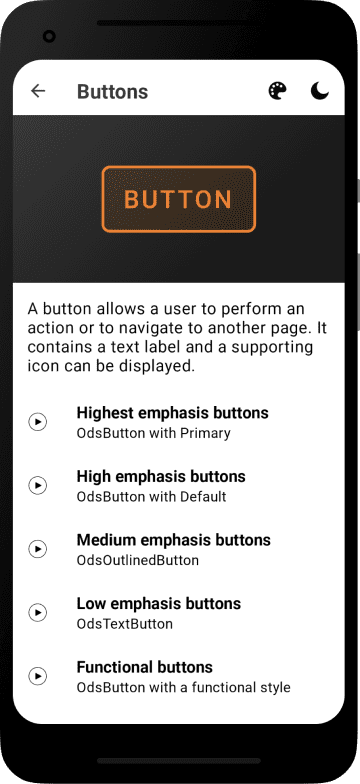 Buttons
BUTTON
A button allows a user to perform an
action or to navigate to another page. It
contains a text label and a supporting
icon can be displayed.
Highest emphasis buttons
OdsButton with Primary
High emphasis buttons
OdsButton with Default
Medium emphasis buttons
OdsOutlinedButton
Low emphasis buttons
OdsTextButton
Functional buttons
OdsButton with a functional style